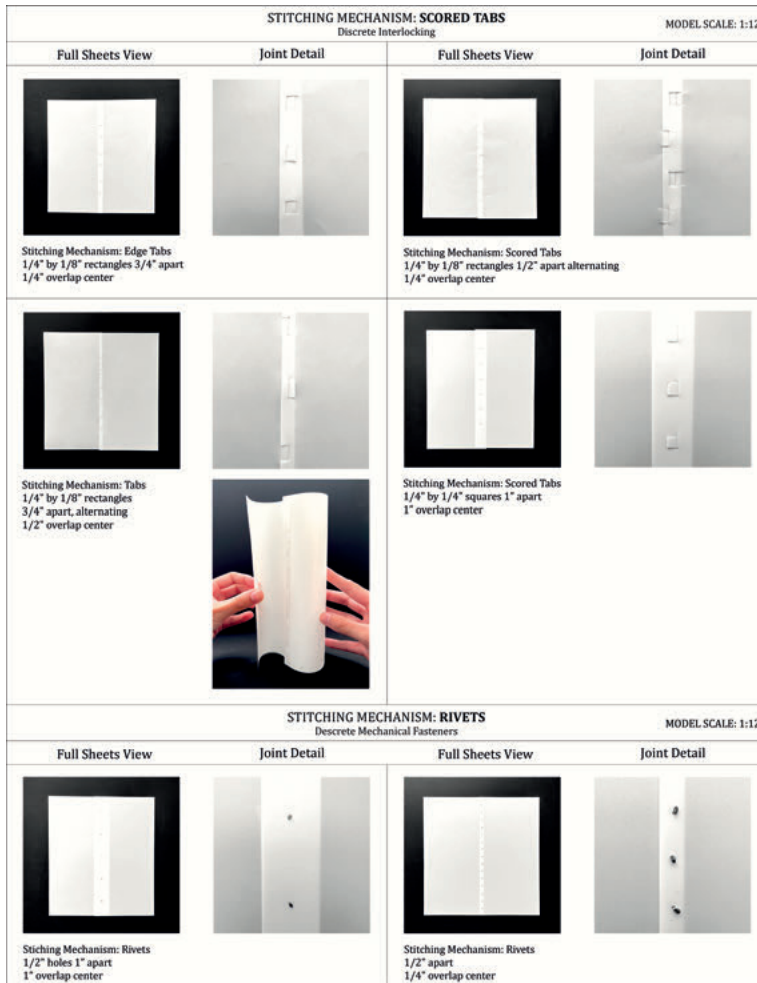 STITCHING MECHANISM: SCORED TABS
Discrete Interlocking
MODEL SCALE: 1:12
Full Sheets View
Joint Detail
Full Sheets View
Joint Detail
Stitching Mechanism: Edge Tabs
1/4" by 1/8" rectangles 3/4" apart
1/4" overlap center
Stitching Mechanism: Scored Tabs
1/4" by 1/8" rectangles 1/2" apart alternating
1/4" overlap center
Stitching Mechanism: Tabs
1/4" by 1/8" rectangles
3/4" apart, alternating
1/2" overlap center
Stitching Mechanism: Scored Tabs
1/4" by 1/4" squares 1" apart
1" overlap center
STITCHING MECHANISM: RIVETS
Descrete Mechanical Fasteners
MODEL SCALE: 1:12
Full Sheets View
Joint Detail
Full Sheets View
Joint Detail
Stiching Mechanism: Rivets
1/2" holes 1" apart
1" overlap center
Stitching Mechanism: Rivets
1/2" apart
1/4" overlap center